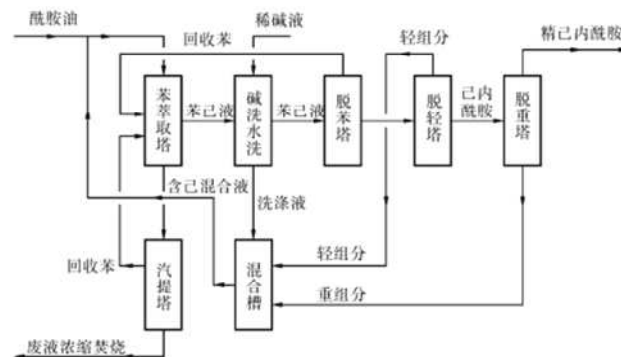 酰胺油
回收苯
稀碱液
轻组分
精己内酰胺
苯萃取塔
苯己液
碱洗水洗
苯己液
脱苯塔
脱轻塔
己内
酰胺
脱重塔
含己混合液
洗涤液
回收苯
汽提塔
混合槽
轻组分
重组分
废液浓缩焚烧